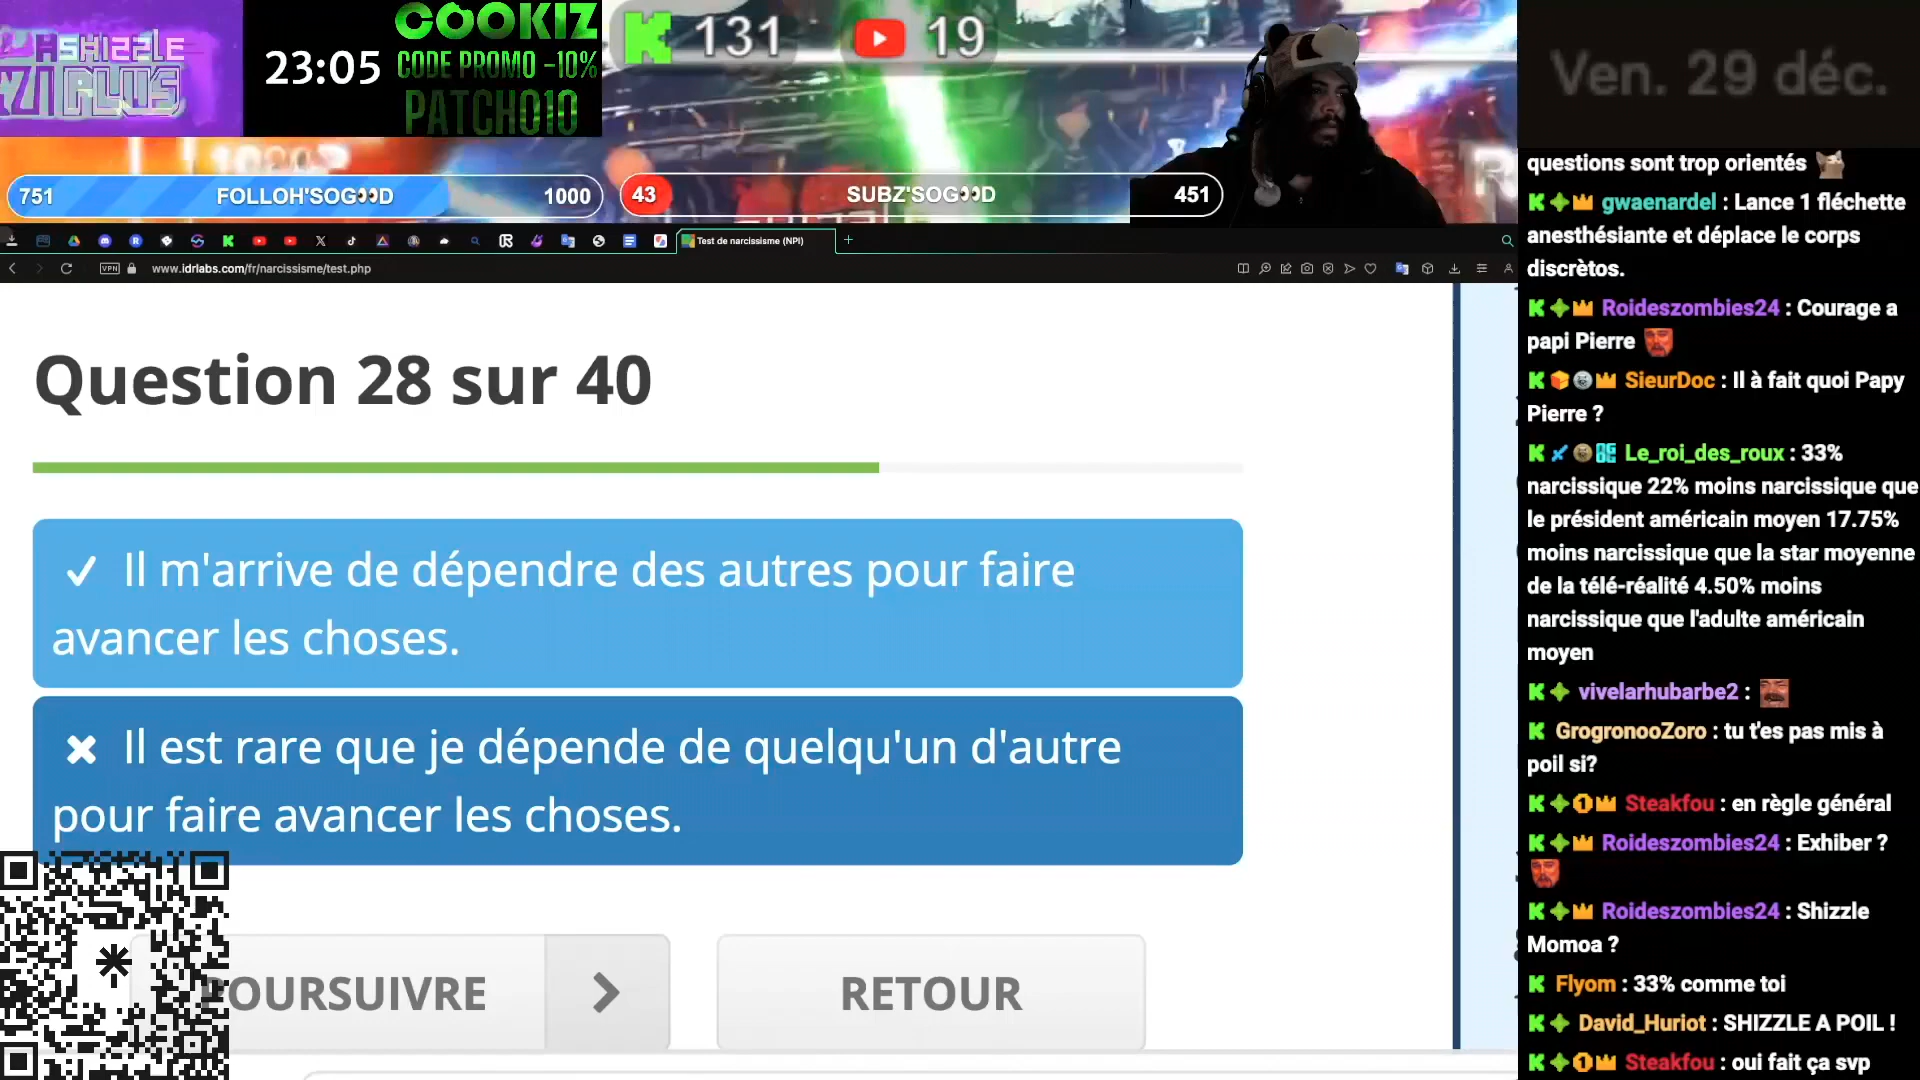 ASHIZZLE
PLUS
23:05
COOKIZ
CODE PROMO -10%
PATCHO10
131
19
Ven. 29 déc.
751
FOLLOH'SOG👀D
1000
43
SUBZ'SOG👀D
451
Test de narcissisme (NPI)
VPN
www.idrlabs.com/fr/narcissisme/test.php
Question 28 sur 40
✓ Il m'arrive de dépendre des autres pour faire
avancer les choses.
✖ Il est rare que je dépende de quelqu'un d'autre
pour faire avancer les choses.
POURSUIVRE
RETOUR
questions sont trop orientés
gwaenardel : Lance 1 fléchette
anesthésiante et déplace le corps
discrètos.
Roideszombies24 : Courage a
papi Pierre
SieurDoc : Il à fait quoi Papy
Pierre ?
Le_roi_des_roux : 33%
narcissique 22% moins narcissique que
le président américain moyen 17.75%
moins narcissique que la star moyenne
de la télé-réalité 4.50% moins
narcissique que l'adulte américain
moyen
vivelarhubarbe2 :
GrogronooZoro : tu t'es pas mis à
poil si?
Steakfou : en règle général
Roideszombies24 : Exhiber ?
Roideszombies24 : Shizzle
Momoa ?
Flyom : 33% comme toi
David_Huriot : SHIZZLE A POIL !
Steakfou : oui fait ça svp